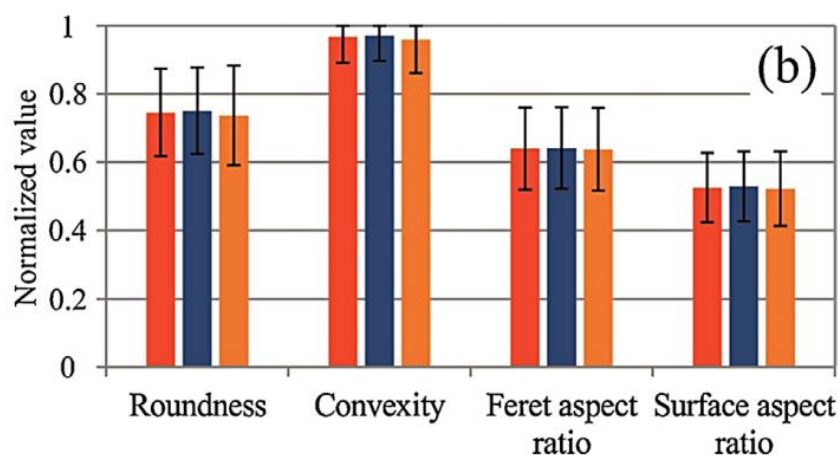 1
(b)
0.8
0.6
0.4
0.2
0
Normalized value
Roundness Convexity Feret aspect Surface aspect
ratio ratio